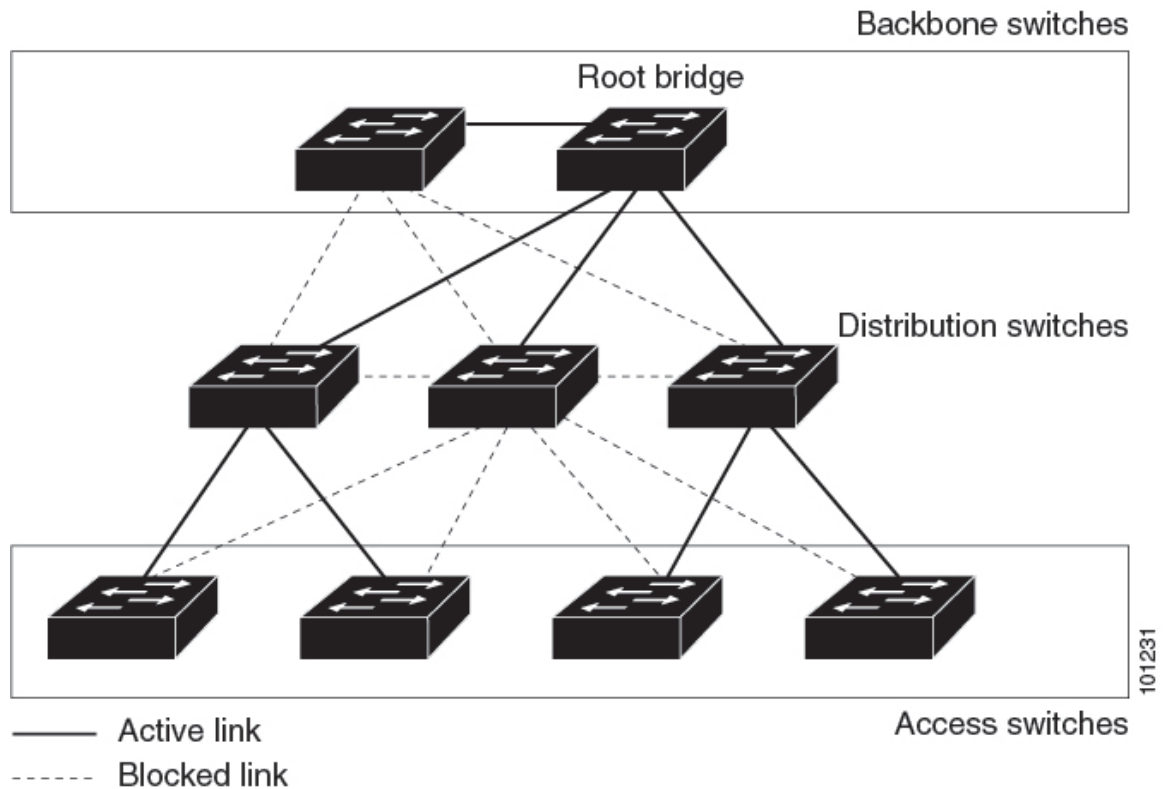 Backbone switches
Root bridge
Distribution switches
101231
Access switches
Active link
Blocked link